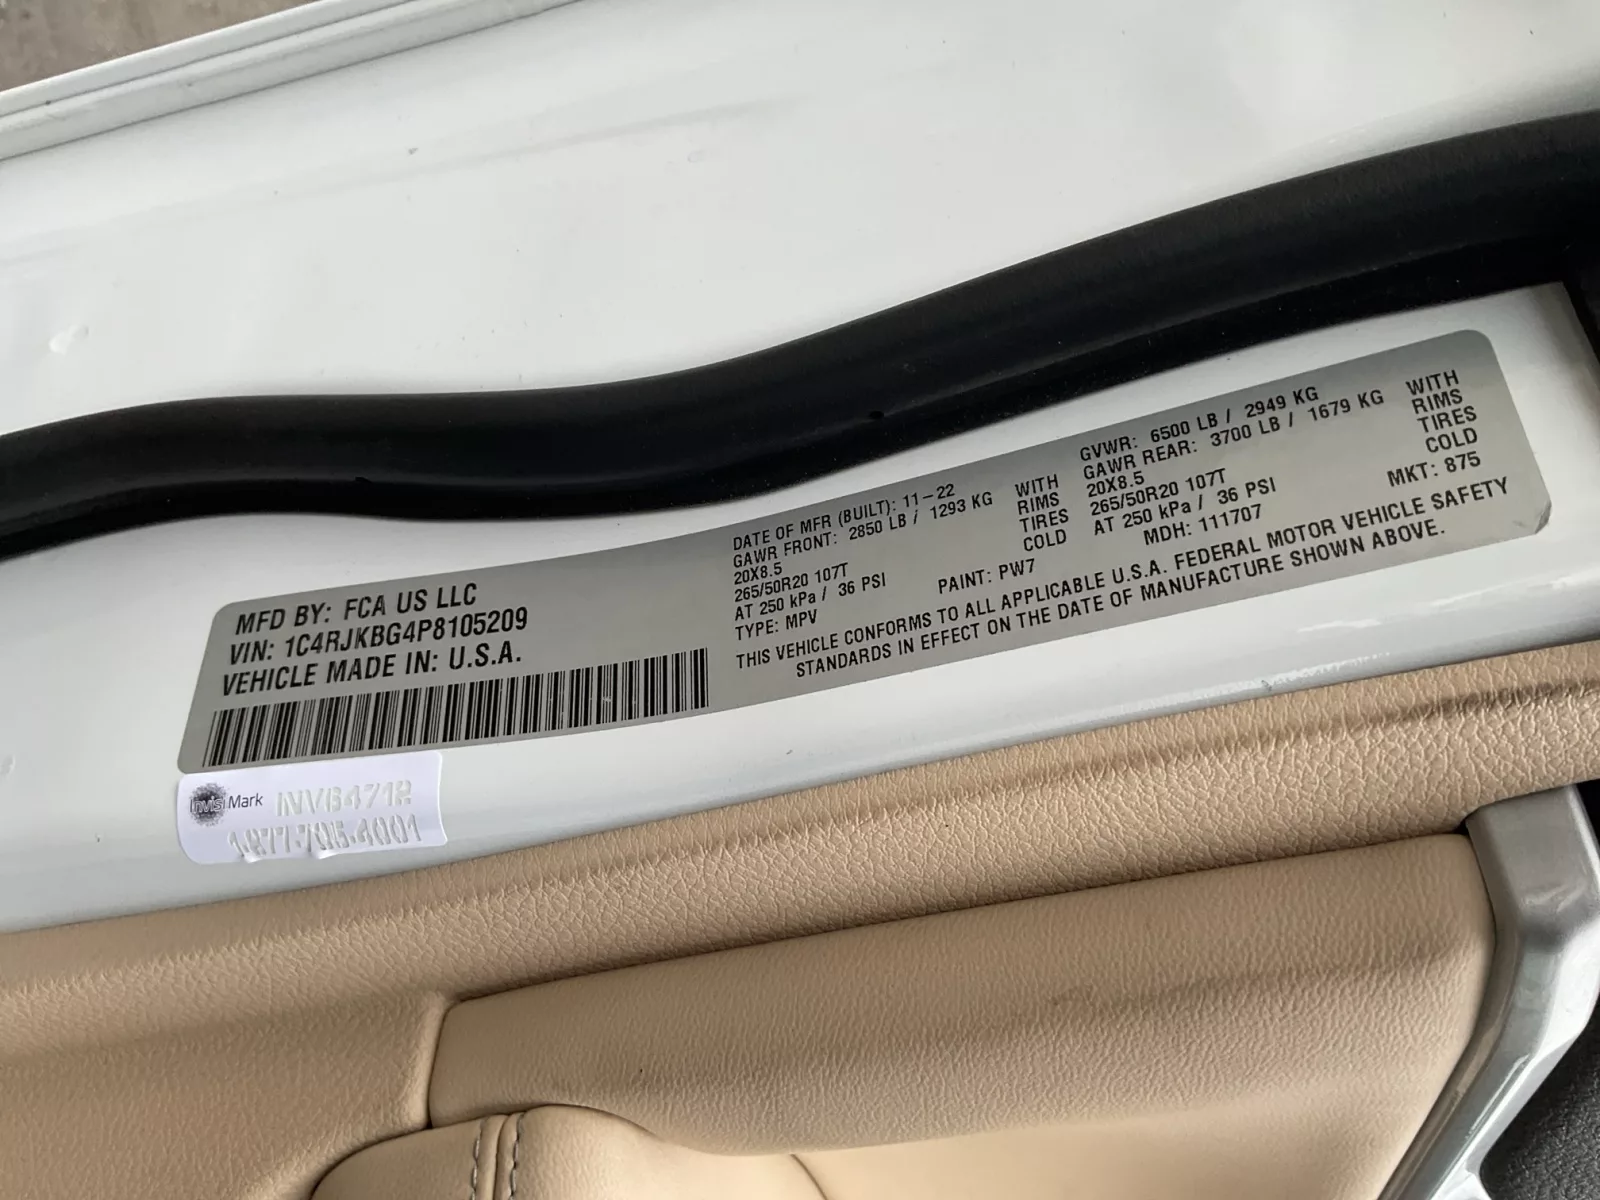 MFD BY: FCA US LLC
VIN: 1C4RJKBG4P8105209
VEHICLE MADE IN: U.S.A.
DATE OF MFR (BUILT): 11-22
GVWR: 6500 LB / 2949 KG
GAWR FRONT: 2850 LB / 1293 KG WITH
20X8.5 RIMS
265/50R20 107T TIRES
AT 250 kPa / 36 PSI COLD
GAWR REAR: 3700 LB / 1679 KG WITH
20X8.5 RIMS
265/50R20 107T TIRES
AT 250 kPa / 36 PSI COLD
TYPE: MPV PAINT: PW7 MDH: 111707 MKT: 875
THIS VEHICLE CONFORMS TO ALL APPLICABLE U.S.A. FEDERAL MOTOR VEHICLE SAFETY
STANDARDS IN EFFECT ON THE DATE OF MANUFACTURE SHOWN ABOVE.
InvisiMark
1.877.705.4001